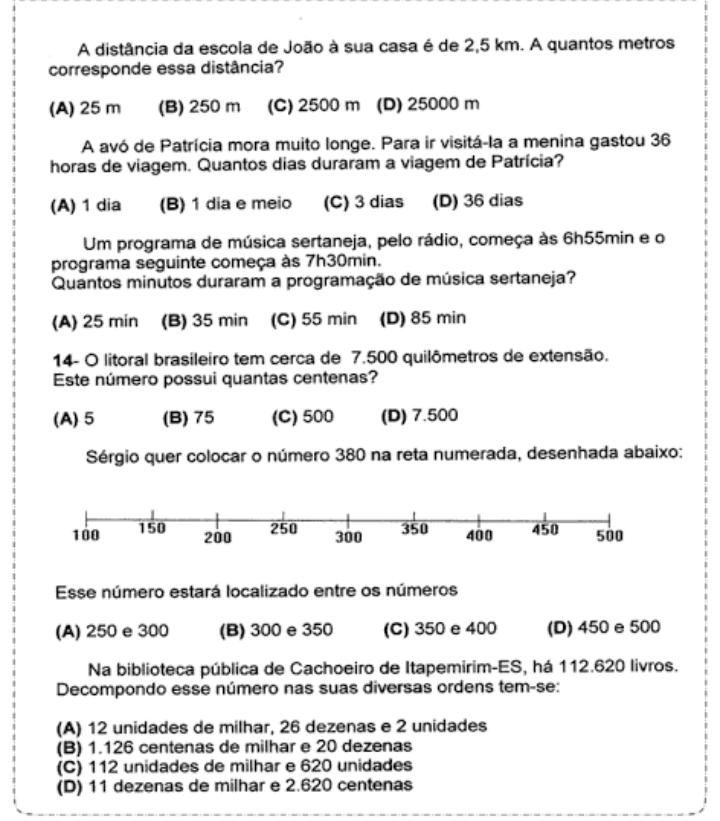 A distância da escola de João à sua casa é de 2,5 km. A quantos metros
corresponde essa distância?
(A) 25 m (B) 250 m (C) 2500 m (D) 25000 m
A avó de Patrícia mora muito longe. Para ir visitá-la a menina gastou 36
horas de viagem. Quantos dias duraram a viagem de Patrícia?
(A) 1 dia (B) 1 dia e meio (C) 3 dias (D) 36 dias
Um programa de música sertaneja, pelo rádio, começa às 6h55min e o
programa seguinte começa às 7h30min.
Quantos minutos duraram a programação de música sertaneja?
(A) 25 min (B) 35 min (C) 55 min (D) 85 min
14- O litoral brasileiro tem cerca de 7.500 quilômetros de extensão.
Este número possui quantas centenas?
(A) 5 (B) 75 (C) 500 (D) 7.500
Sérgio quer colocar o número 380 na reta numerada, desenhada abaixo:
100 150 200 250 300 350 400 450 500
Esse número estará localizado entre os números
(A) 250 e 300 (B) 300 e 350 (C) 350 e 400 (D) 450 e 500
Na biblioteca pública de Cachoeiro de Itapemirim-ES, há 112.620 livros.
Decompondo esse número nas suas diversas ordens tem-se:
(A) 12 unidades de milhar, 26 dezenas e 2 unidades
(B) 1.126 centenas de milhar e 20 dezenas
(C) 112 unidades de milhar e 620 unidades
(D) 11 dezenas de milhar e 2.620 centenas